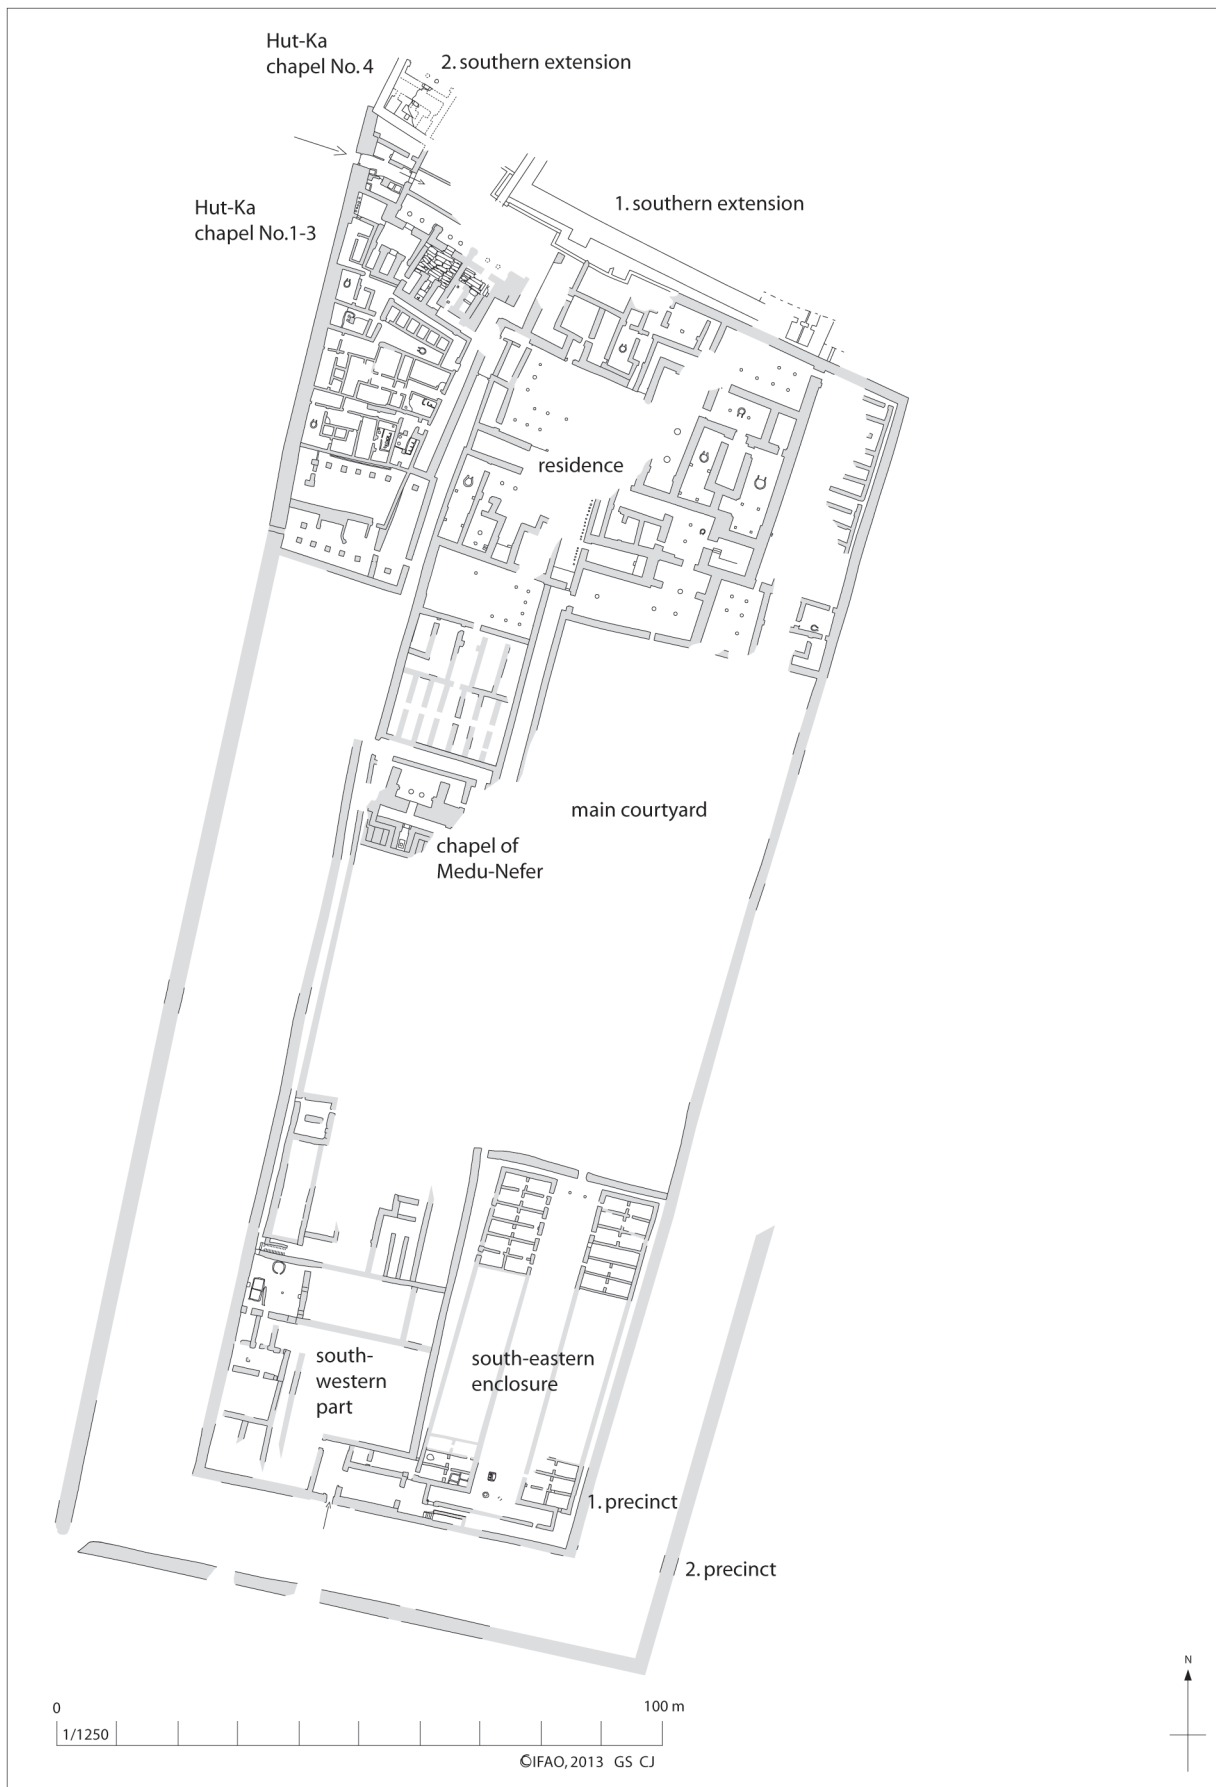 Hut-Ka
chapel No. 4
2. southern extension
Hut-Ka
chapel No.1-3
1. southern extension
residence
main courtyard
chapel of
Medu-Nefer
south-
western
part
south-eastern
enclosure
1. precinct
2. precinct
N
0
100 m
1/1250
©IFAO, 2013 GS CJ